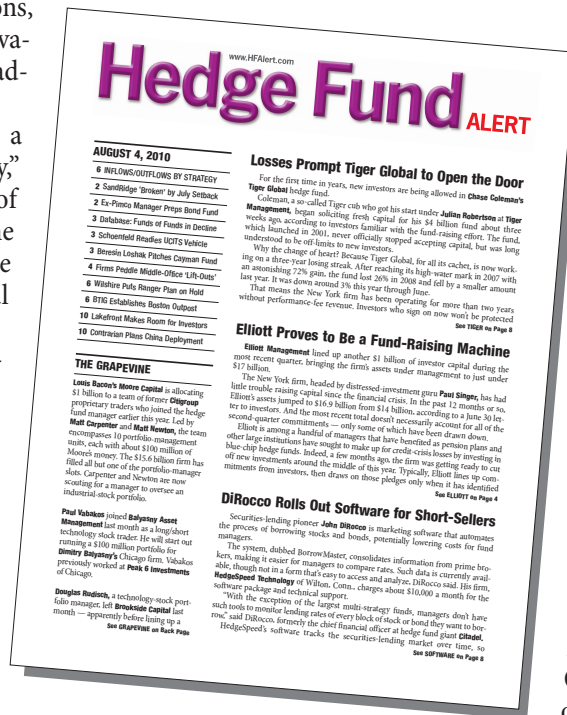 ons,
va-
ad-
a
y,”
of
ne
e
l
www.HFAlert.com
Hedge Fund ALERT
AUGUST 4, 2010
6 INFLOWS/OUTFLOWS BY STRATEGY
2 SandRidge 'Broken' by July Setback
2 Ex-Pimco Manager Preps Bond Fund
3 Database: Funds of Funds in Decline
3 Schoenfeld Readies UCITS Vehicle
3 Beresin Loshak Pitches Cayman Fund
4 Firms Peddle Middle-Office 'Lift-Outs'
6 Wilshire Puts Ranger Plan on Hold
6 BTIG Establishes Boston Outpost
10 Lakefront Makes Room for Investors
10 Contrarian Plans China Deployment
THE GRAPEVINE
Louis Bacon's Moore Capital is allocating
$1 billion to a team of former Citigroup
proprietary traders who joined the hedge
fund manager earlier this year. Led by
Matt Carpenter and Matt Newton, the team
encompasses 10 portfolio-management
units, each with about $100 million of
Moore's money. The $15.6 billion firm has
filled all but one of the portfolio-manager
slots. Carpenter and Newton are now
scouting for a manager to oversee an
industrial-stock portfolio.
Paul Vabakos joined Balyasny Asset
Management last month as a long/short
technology stock trader. He will start out
running a $100 million portfolio for
Dimitry Balyasny's Chicago firm. Vabakos
previously worked at Peak 6 Investments
of Chicago.
Douglas Rudisch, a technology-stock port-
folio manager, left Brookside Capital last
month — apparently before lining up a
See GRAPEVINE on Back Page
Losses Prompt Tiger Global to Open the Door
For the first time in years, new investors are being allowed in Chase Coleman's
Tiger Global hedge fund.
Coleman, a so-called Tiger cub who got his start under Julian Robertson at Tiger
Management, began soliciting fresh capital for his $4 billion fund about three
weeks ago, according to investors familiar with the fund-raising effort. The fund,
which launched in 2001, never officially stopped accepting capital, but was long
understood to be off-limits to new investors.
Why the change of heart? Because Tiger Global, for all its cachet, is now work-
ing on a three-year losing streak. After reaching its high-water mark in 2007 with
an astonishing 72% gain, the fund lost 26% in 2008 and fell by a smaller amount
last year. It was down around 3% this year through June.
That means the New York firm has been operating for more than two years
without performance-fee revenue. Investors who sign on now won't be protected
See TIGER on Page 8
Elliott Proves to Be a Fund-Raising Machine
Elliott Management lined up another $1 billion of investor capital during the
most recent quarter, bringing the firm's assets under management to just under
$17 billion.
The New York firm, headed by distressed-investment guru Paul Singer, has had
little trouble raising capital since the financial crisis. In the past 12 months or so,
Elliott's assets jumped to $16.9 billion from $14 billion, according to a June 30 let-
ter to investors. And the most recent total doesn't necessarily account for all of the
second-quarter commitments — only some of which have been drawn down.
Elliott is among a handful of managers that have benefited as pension plans and
other large institutions have sought to make up for credit-crisis losses by investing in
blue-chip hedge funds. Indeed, a few months ago, the firm was getting ready to cut
off new investors around the middle of this year. Typically, Elliott lines up com-
mitments from investors, then draws on those pledges only when it has identified
See ELLIOTT on Page 4
DiRocco Rolls Out Software for Short-Sellers
Securities-lending pioneer John DiRocco is marketing software that automates
the process of borrowing stocks and bonds, potentially lowering costs for fund
managers.
The system, dubbed BorrowMaster, consolidates information from prime bro-
kers, making it easier for managers to compare rates. Such data is currently avail-
able, though not in a form that's easy to access and analyze, DiRocco said. His firm,
HedgeSpeed Technology of Wilton, Conn., charges about $10,000 a month for the
software package and technical support.
"With the exception of the largest multi-strategy funds, managers don't have
such tools to monitor lending rates of every block of stock or bond they want to bor-
row," said DiRocco, formerly the chief financial officer at hedge fund giant Citadel.
HedgeSpeed's software tracks the securities-lending market over time, so
See SOFTWARE on Page 8